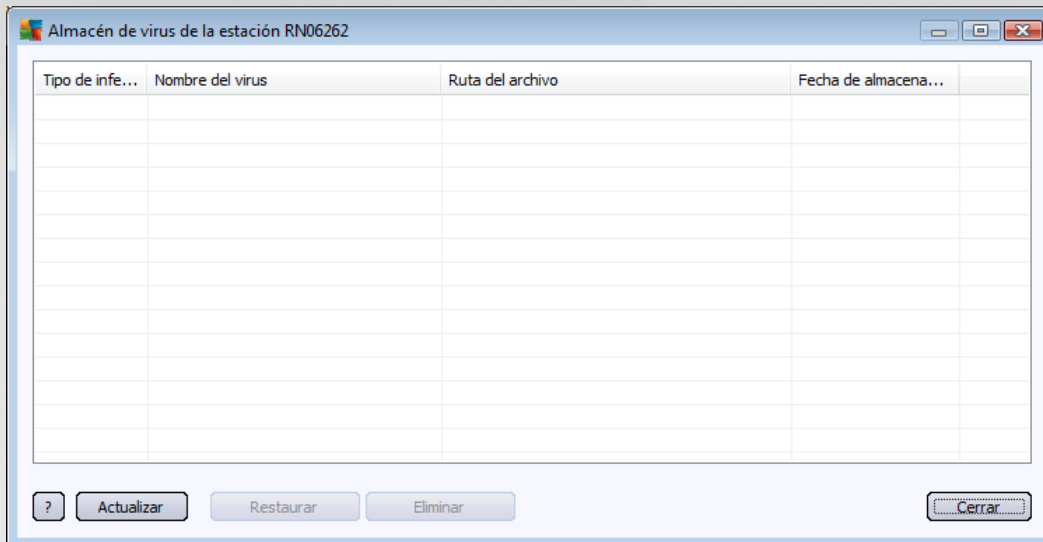 Almacén de virus de la estación RN06262
Tipo de infe... Nombre del virus Ruta del archivo Fecha de almacena...
? Actualizar Restaurar Eliminar Cerrar